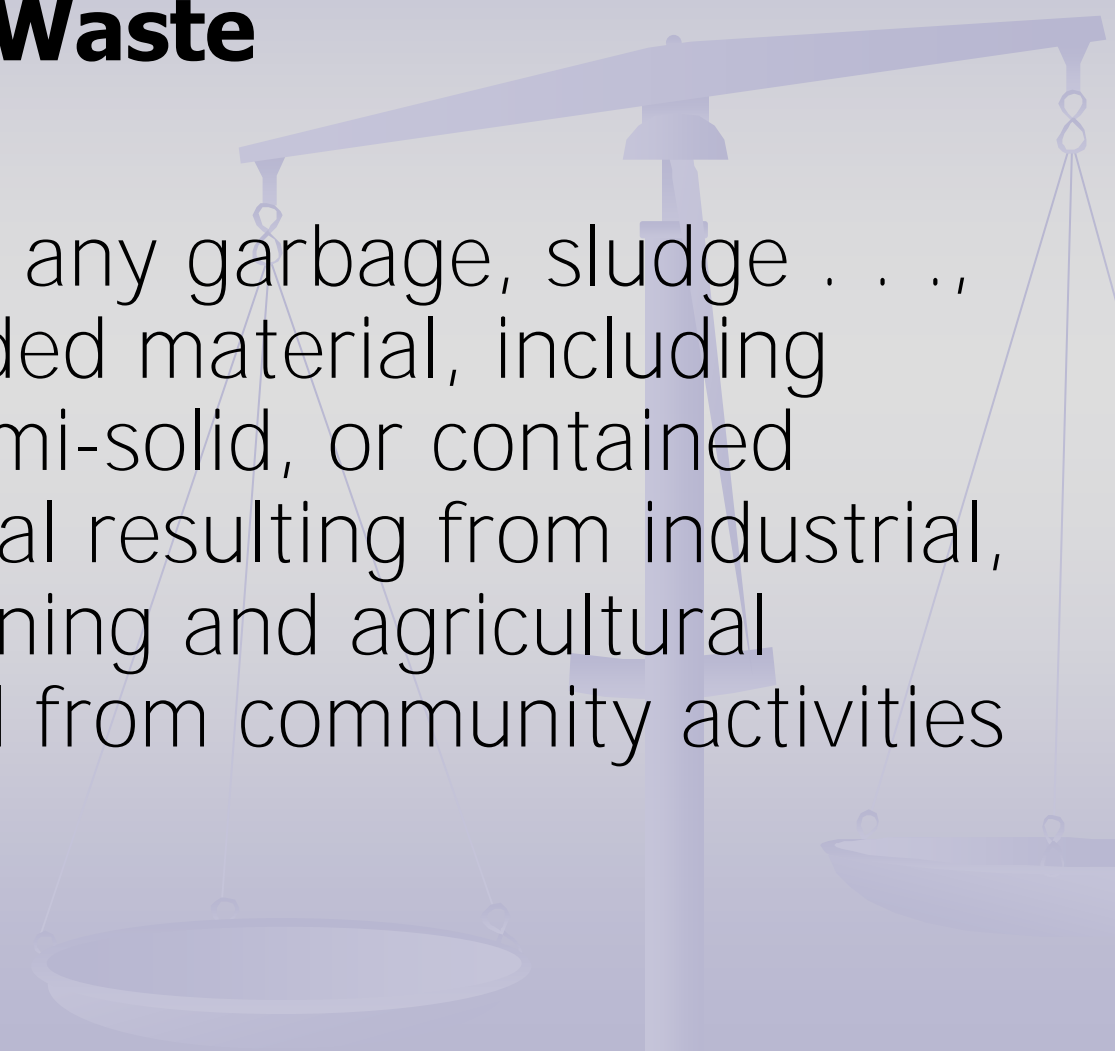 Waste
any garbage, sludge . . .,
ded material, including
mi-solid, or contained
al resulting from industrial,
ning and agricultural
from community activities